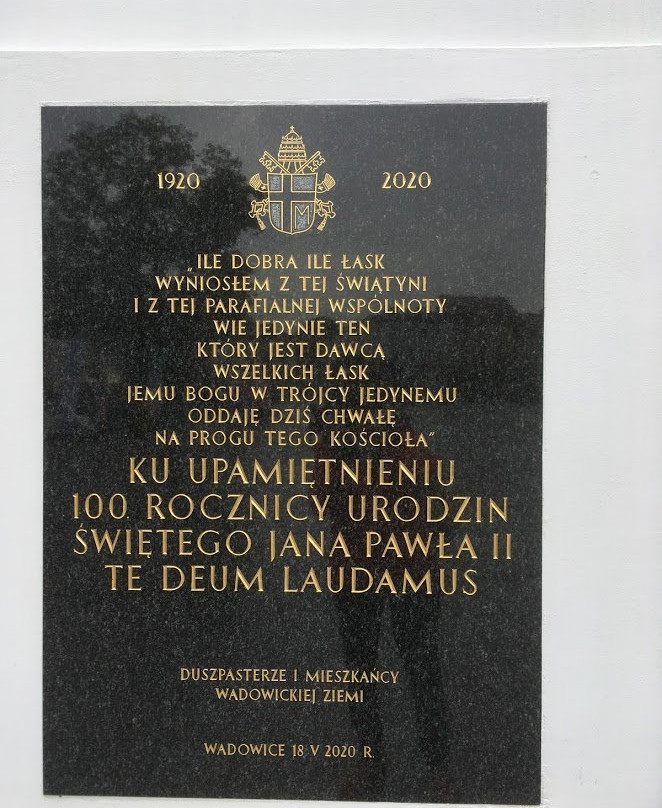 1920 2020
„ILE DOBRA ILE ŁASK
WYNIOSŁEM Z TEJ ŚWIĄTYNI
I Z TEJ PARAFIALNEJ WSPÓLNOTY
WIE JEDYNIE TEN
KTÓRY JEST DAWCĄ
WSZELKICH ŁASK
JEMU BOGU W TRÓJCY JEDYNEMU
ODDAJĘ DZIŚ CHWAŁĘ
NA PROGU TEGO KOŚCIOŁA”
KU UPAMIĘTNIENIU
100. ROCZNICY URODZIN
ŚWIĘTEGO JANA PAWŁA II
TE DEUM LAUDAMUS
DUSZPASTERZE I MIESZKAŃCY
WADOWICKIEJ ZIEMI
WADOWICE 18 V 2020 R.